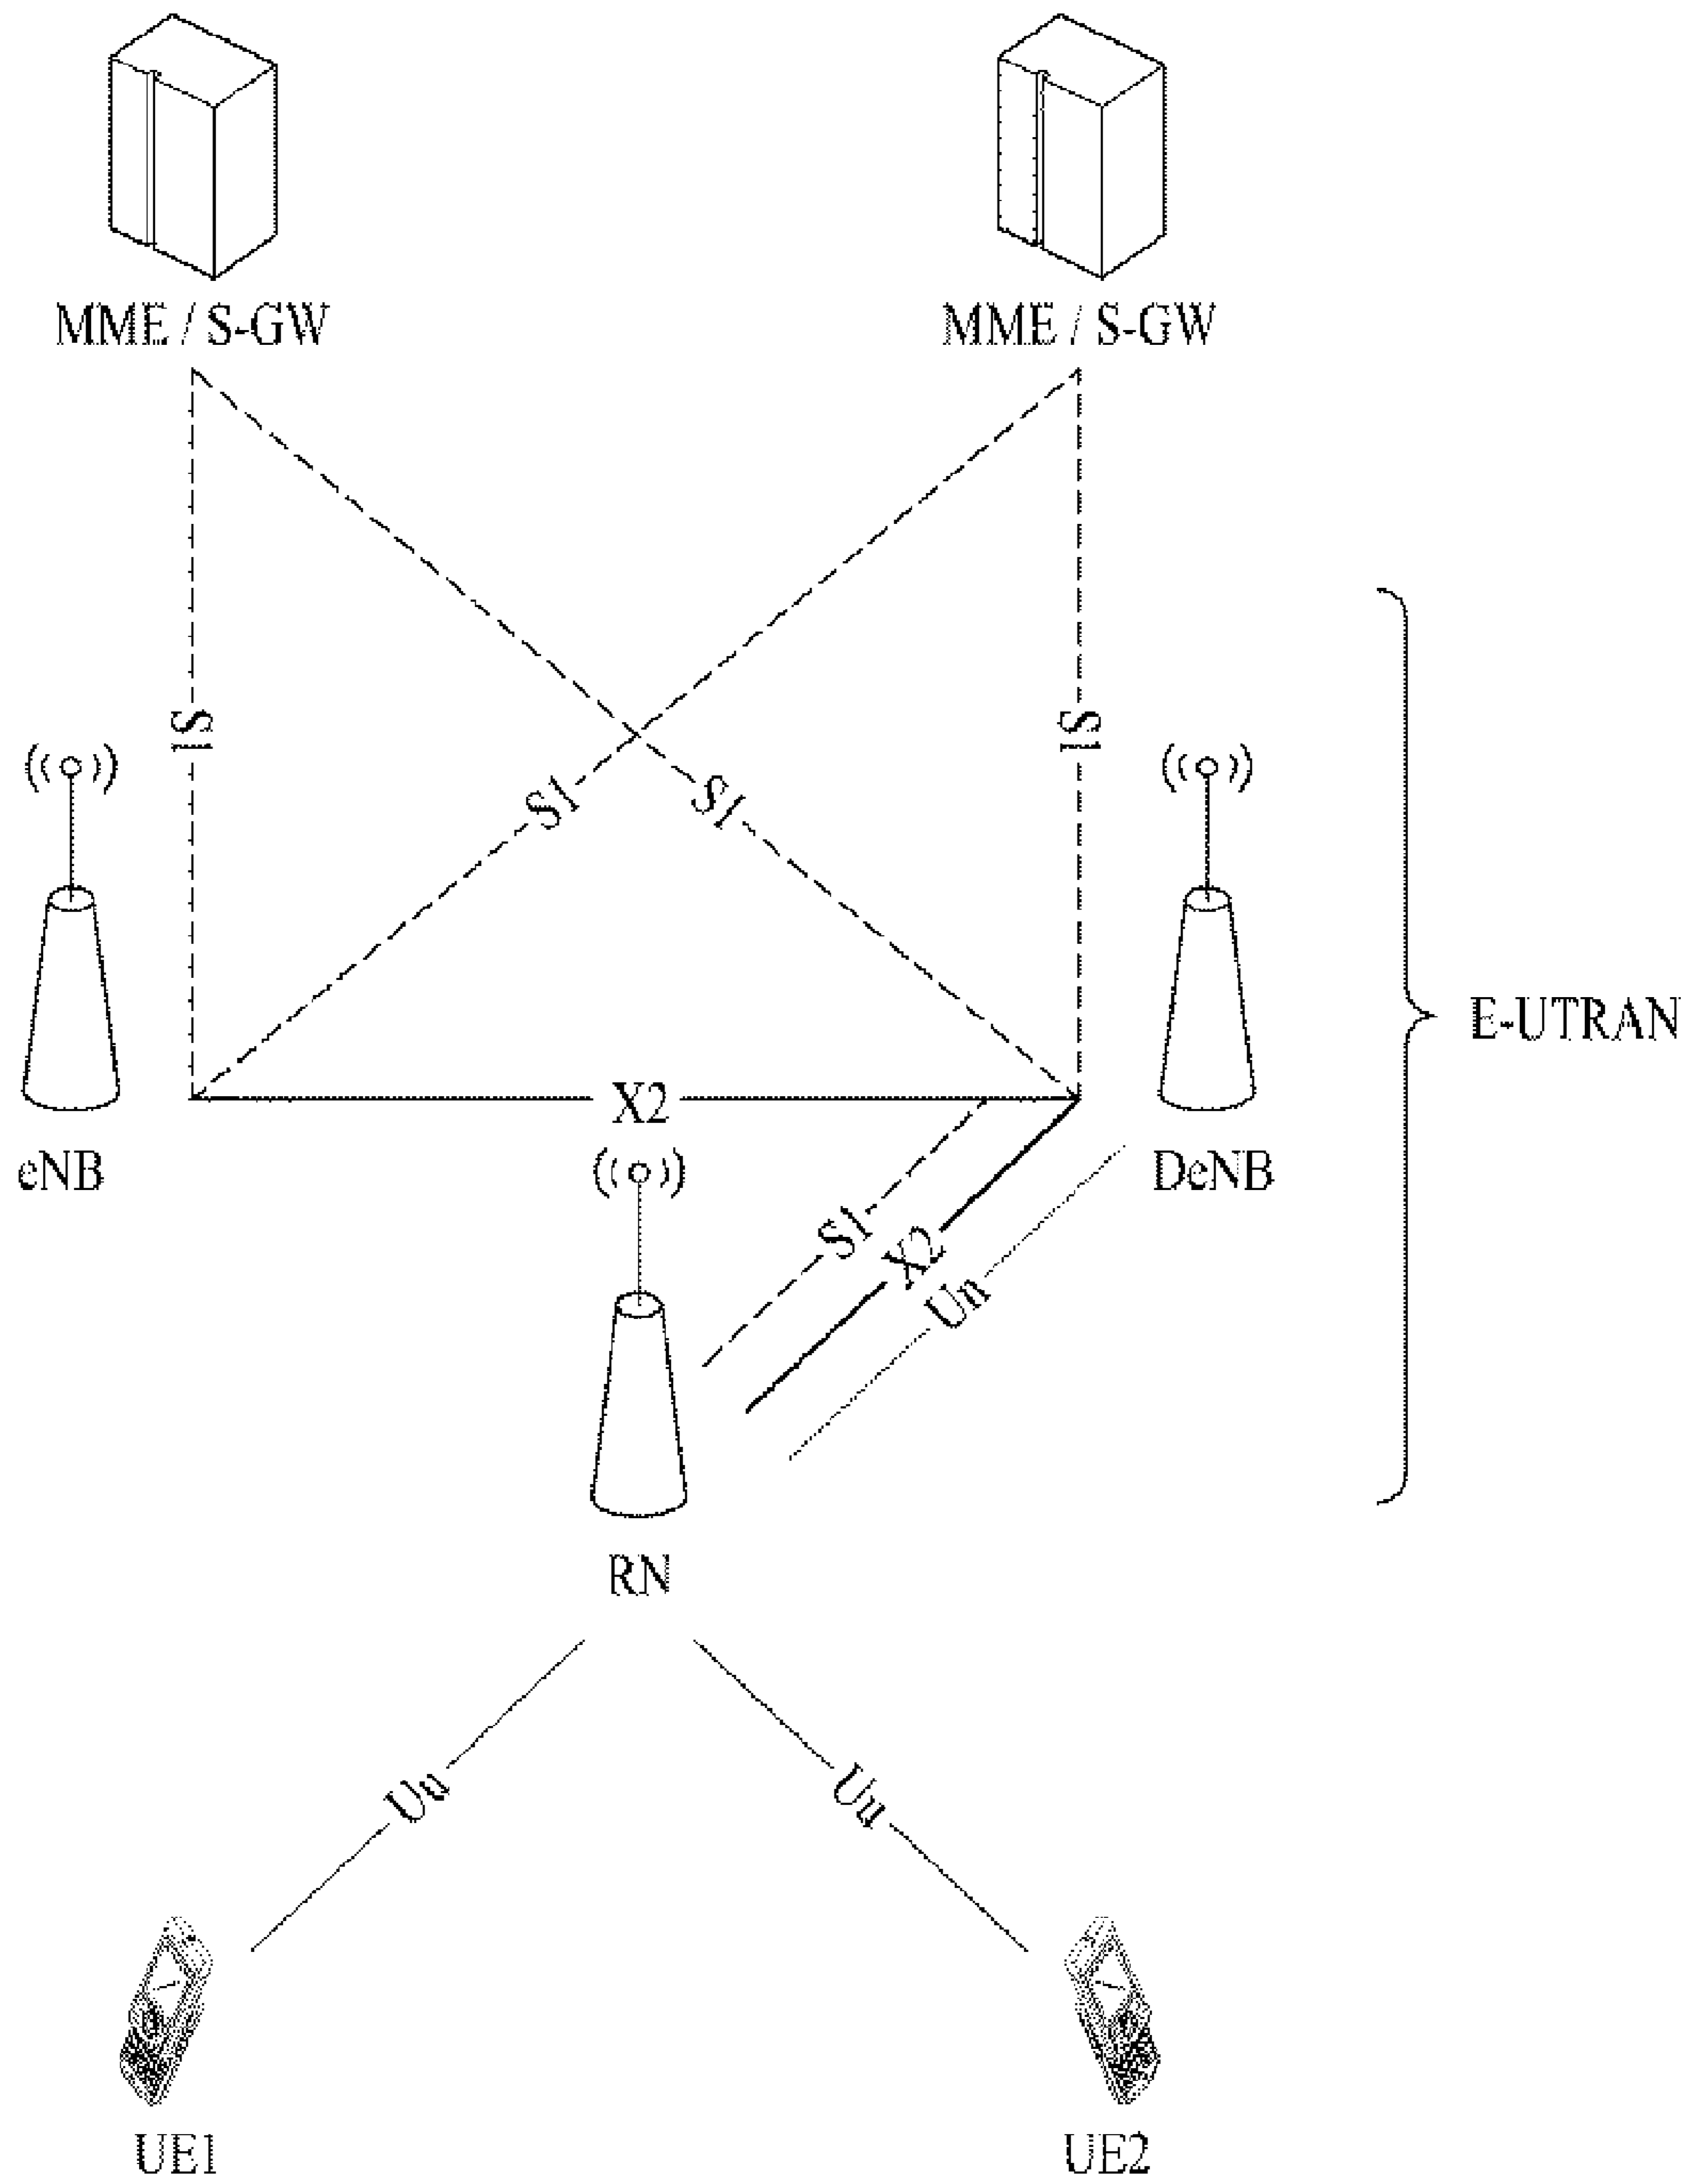 MME / S-GW
MME / S-GW
S1
S1
S1
S1
E-UTRAN
X2
eNB
DeNB
S1
X2
Un
RN
Uu
Uu
UE1
UE2